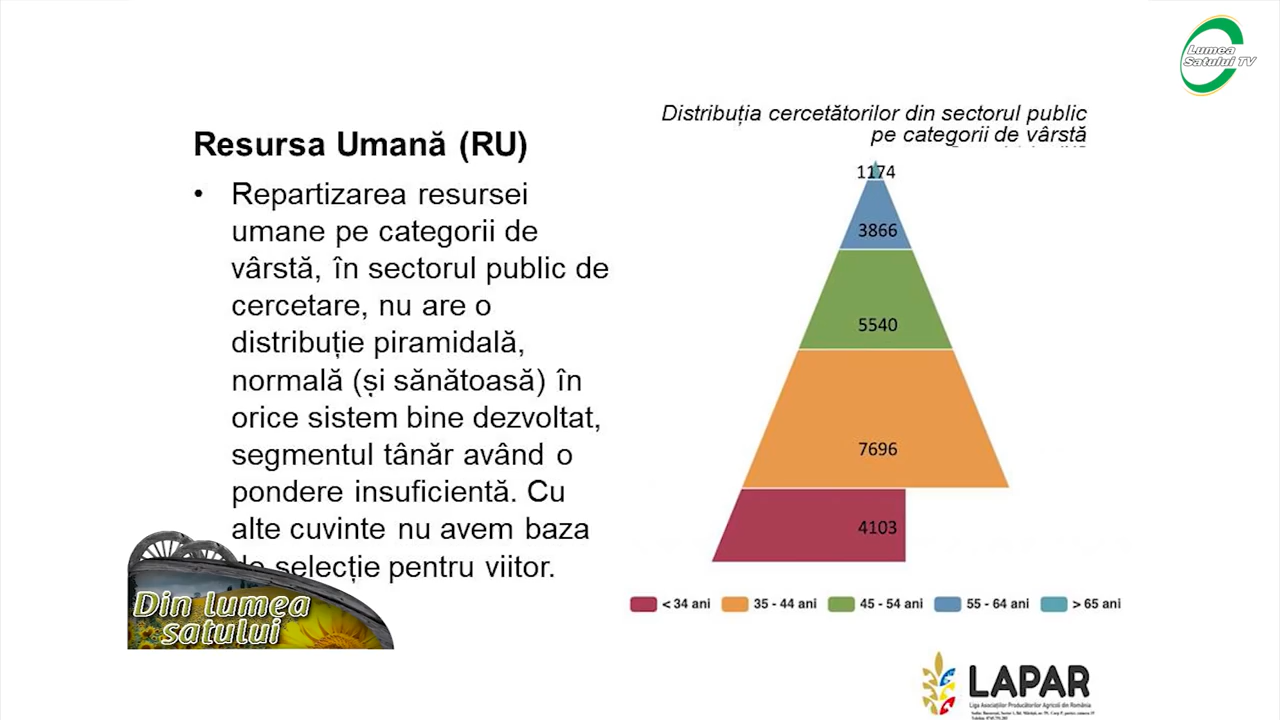 Lumea
Satului TV
Distribuția cercetătorilor din sectorul public
pe categorii de vârstă
Resursa Umană (RU)
• Repartizarea resursei
umane pe categorii de
vârstă, în sectorul public de
cercetare, nu are o
distribuție piramidală,
normală (și sănătoasă) în
orice sistem bine dezvoltat,
segmentul tânăr având o
pondere insuficientă. Cu
alte cuvinte nu avem baza
de selecție pentru viitor.
1174
3866
5540
7696
4103
< 34 ani 35 - 44 ani 45 - 54 ani 55 - 64 ani > 65 ani
Din lumea
satului
LAPAR
Liga Asociațiilor Producătorilor Agricoli din România